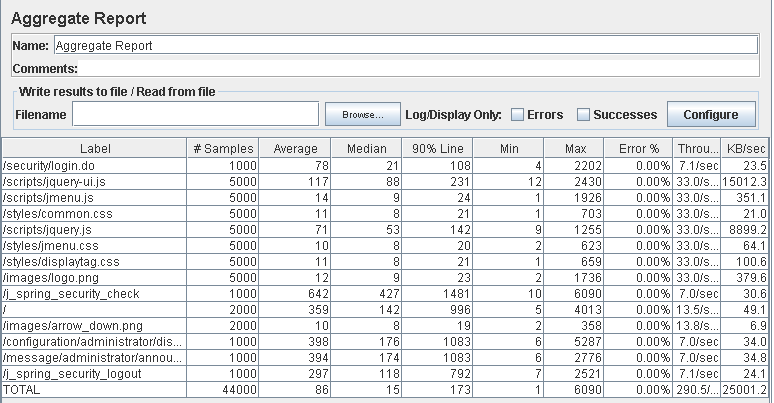 Aggregate Report
Name: Aggregate Report
Comments:
Write results to file / Read from file
Filename Browse... Log/Display Only: Errors Successes Configure
Label # Samples Average Median 90% Line Min Max Error % Throu... KB/sec
/security/login.do 1000 78 21 108 4 2202 0.00% 7.1/sec 23.5
/scripts/jquery-ui.js 5000 117 88 231 12 2430 0.00% 33.0/s... 15012.3
/scripts/jmenu.js 5000 14 9 24 1 1926 0.00% 33.0/s... 351.1
/styles/common.css 5000 11 8 21 1 703 0.00% 33.0/s... 21.0
/scripts/jquery.js 5000 71 53 142 9 1255 0.00% 33.0/s... 8899.2
/styles/jmenu.css 5000 10 8 20 2 623 0.00% 33.0/s... 64.1
/styles/displaytag.css 5000 11 8 21 1 659 0.00% 33.0/s... 100.6
/images/logo.png 5000 12 9 23 2 1736 0.00% 33.0/s... 379.6
/j_spring_security_check 1000 642 427 1481 10 6090 0.00% 7.0/sec 30.6
/ 2000 359 142 996 5 4013 0.00% 13.5/s... 49.1
/images/arrow_down.png 2000 10 8 19 2 358 0.00% 13.8/s... 6.9
/configuration/administrator/dis... 1000 398 176 1083 6 5287 0.00% 7.0/sec 34.0
/message/administrator/annou... 1000 394 174 1083 6 2776 0.00% 7.0/sec 34.8
/j_spring_security_logout 1000 297 118 792 7 2521 0.00% 7.1/sec 24.1
TOTAL 44000 86 15 173 1 6090 0.00% 290.5/... 25001.2